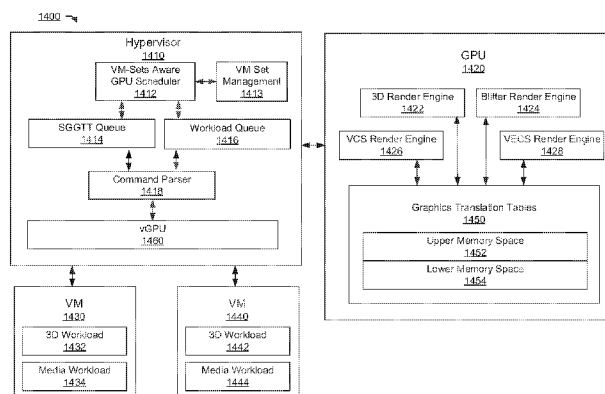 1400
Hypervisor
1410
VM-Sets Aware
GPU Scheduler
1412
VM Set
Management
1413
SGGTT Queue
1414
Workload Queue
1416
Command Parser
1418
vGPU
1460
VM
1430
3D Workload
1432
Media Workload
1434
VM
1440
3D Workload
1442
Media Workload
1444
GPU
1420
3D Render Engine
1422
Blitter Render Engine
1424
VCS Render Engine
1426
VECS Render Engine
1428
Graphics Translation Tables
1450
Upper Memory Space
1452
Lower Memory Space
1454